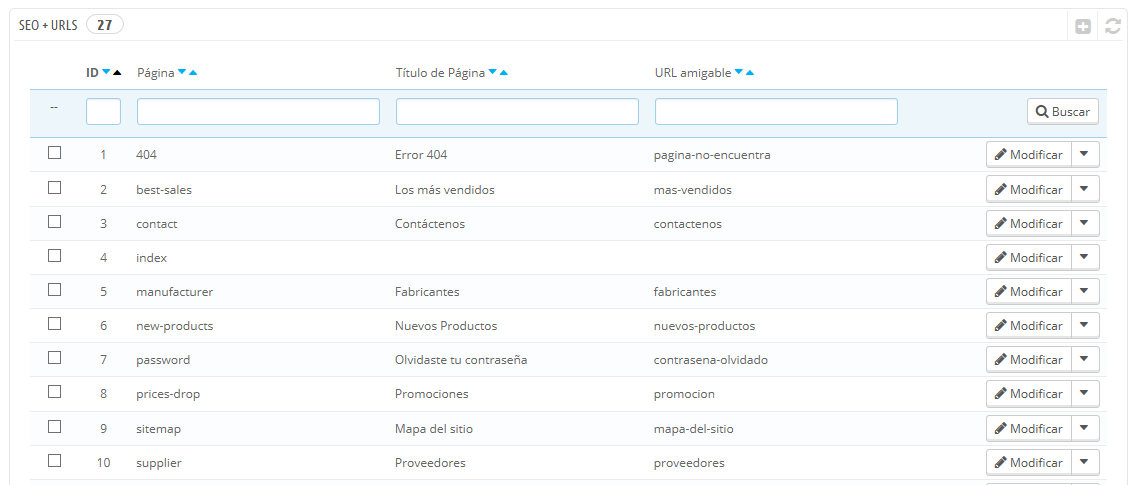 SEO + URLS 27
ID Página Título de Página URL amigable
-- Buscar
1 404 Error 404 pagina-no-encuentra Modificar
2 best-sales Los más vendidos mas-vendidos Modificar
3 contact Contáctenos contactenos Modificar
4 index Modificar
5 manufacturer Fabricantes fabricantes Modificar
6 new-products Nuevos Productos nuevos-productos Modificar
7 password Olvidaste tu contraseña contrasena-olvidado Modificar
8 prices-drop Promociones promocion Modificar
9 sitemap Mapa del sitio mapa-del-sitio Modificar
10 supplier Proveedores proveedores Modificar